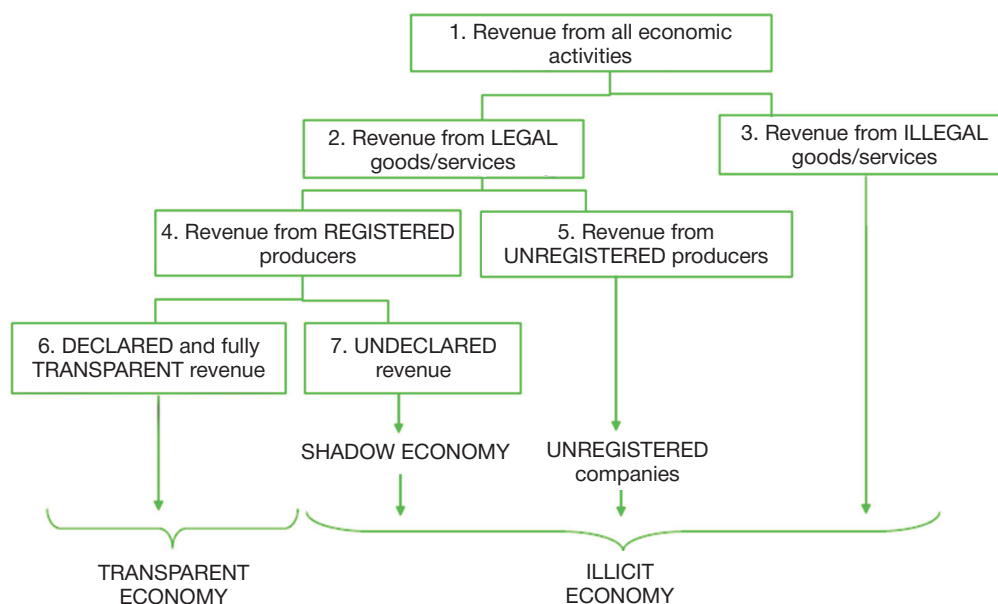 1. Revenue from all economic
activities
2. Revenue from LEGAL
goods/services
3. Revenue from ILLEGAL
goods/services
4. Revenue from REGISTERED
producers
5. Revenue from
UNREGISTERED producers
6. DECLARED and fully
TRANSPARENT revenue
7. UNDECLARED
revenue
SHADOW ECONOMY
UNREGISTERED
companies
TRANSPARENT
ECONOMY
ILLICIT
ECONOMY